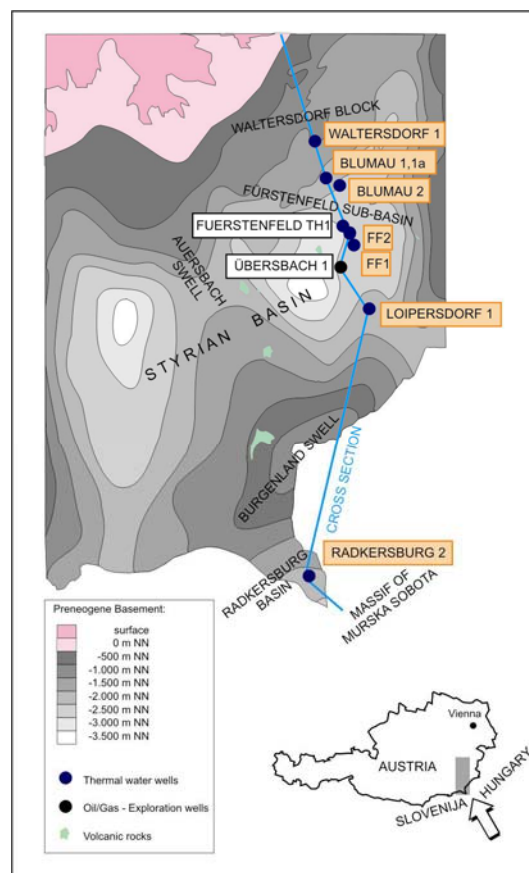 WALTERSDORF BLOCK
WALTERSDORF 1
BLUMAU 1,1a
BLUMAU 2
FÜRSTENFELD SUB-BASIN
FUERSTENFELD TH1
FF2
FF1
AUERSBACH
SWELL
ÜBERSBACH 1
LOIPERSDORF 1
STYRIAN BASIN
BURGENLAND SWELL
CROSS SECTION
RADKERSBURG 2
RADKERSBURG
BASIN
MASSIF OF
MURSKA SOBOTA
Preneogene Basement:
surface
0 m NN
-500 m NN
-1.000 m NN
-1.500 m NN
-2.000 m NN
-2.500 m NN
-3.000 m NN
-3.500 m NN
Thermal water wells
Oil/Gas - Exploration wells
Volcanic rocks
Vienna
AUSTRIA
HUNGARY
SLOVENIJA